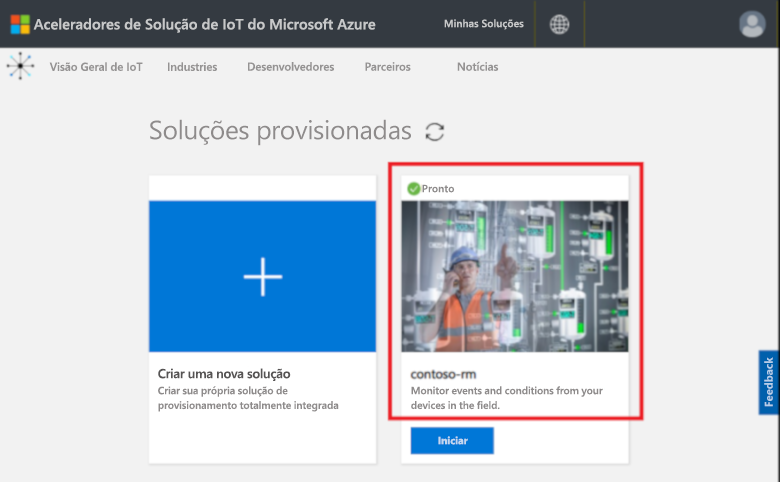 Aceleradores de Solução de IoT do Microsoft Azure
Minhas Soluções
Visão Geral de IoT Industries Desenvolvedores Parceiros Notícias
Soluções provisionadas
Pronto
Criar uma nova solução
Criar sua própria solução de
provisionamento totalmente integrada
contoso-rm
Monitor events and conditions from your
devices in the field.
Iniciar
Feedback